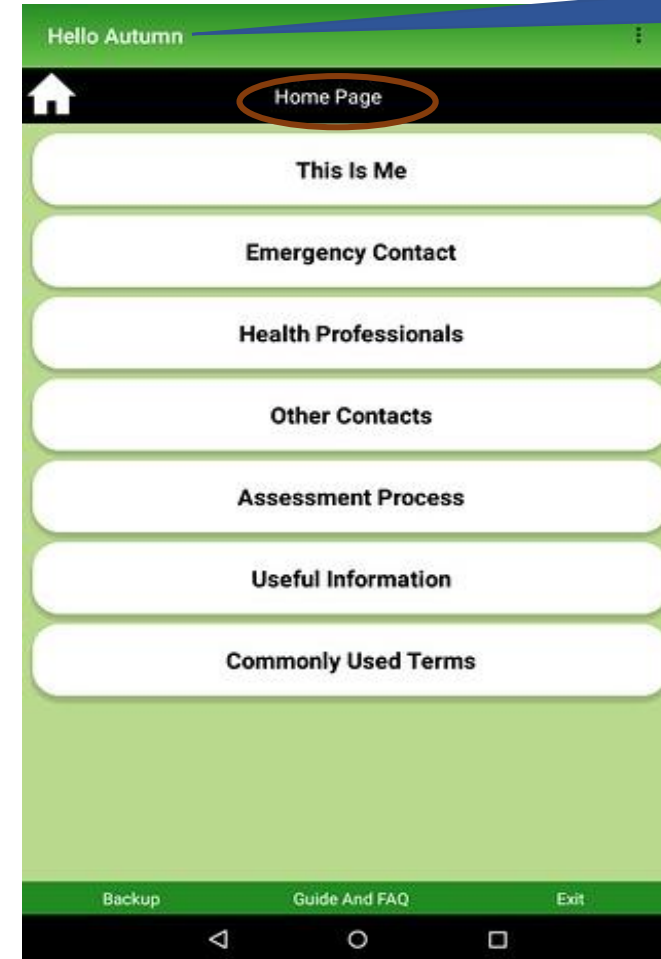 Hello Autumn
Home Page
This Is Me
Emergency Contact
Health Professionals
Other Contacts
Assessment Process
Useful Information
Commonly Used Terms
Backup Guide And FAQ Exit